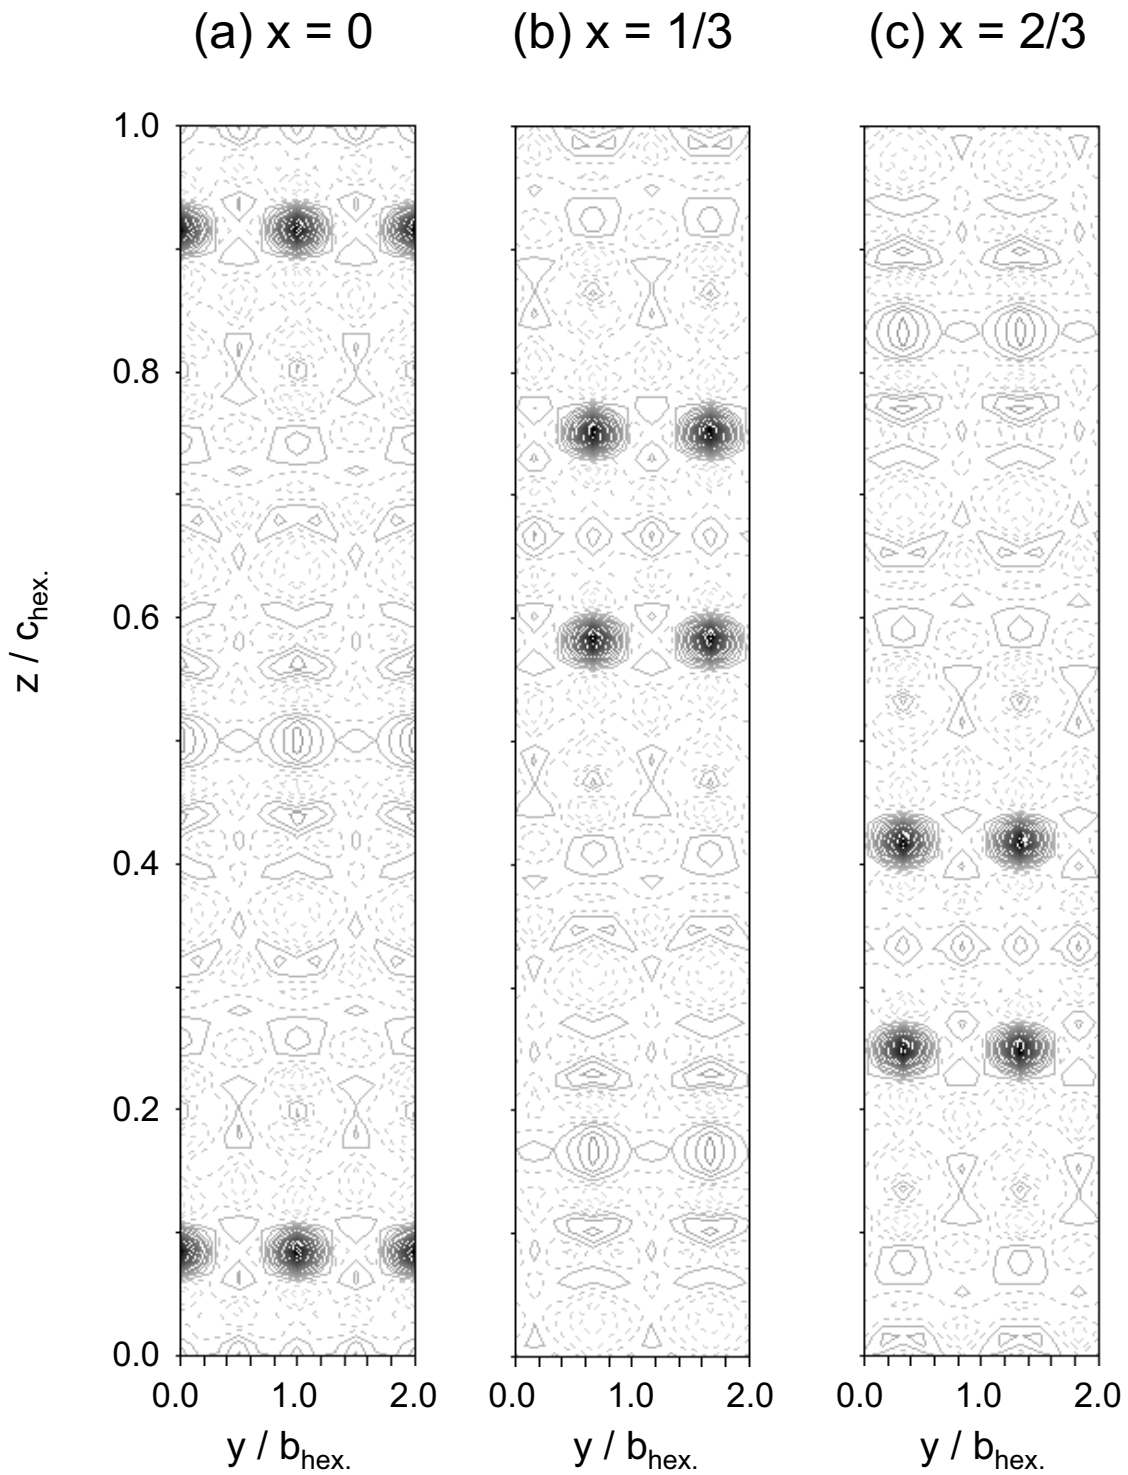 (a) x = 0 (b) x = 1/3 (c) x = 2/3
1.0
0.8
0.6
z / c_hex.
0.4
0.2
0.0
0.0 1.0 2.0 0.0 1.0 2.0 0.0 1.0 2.0
y / b_hex. y / b_hex. y / b_hex.